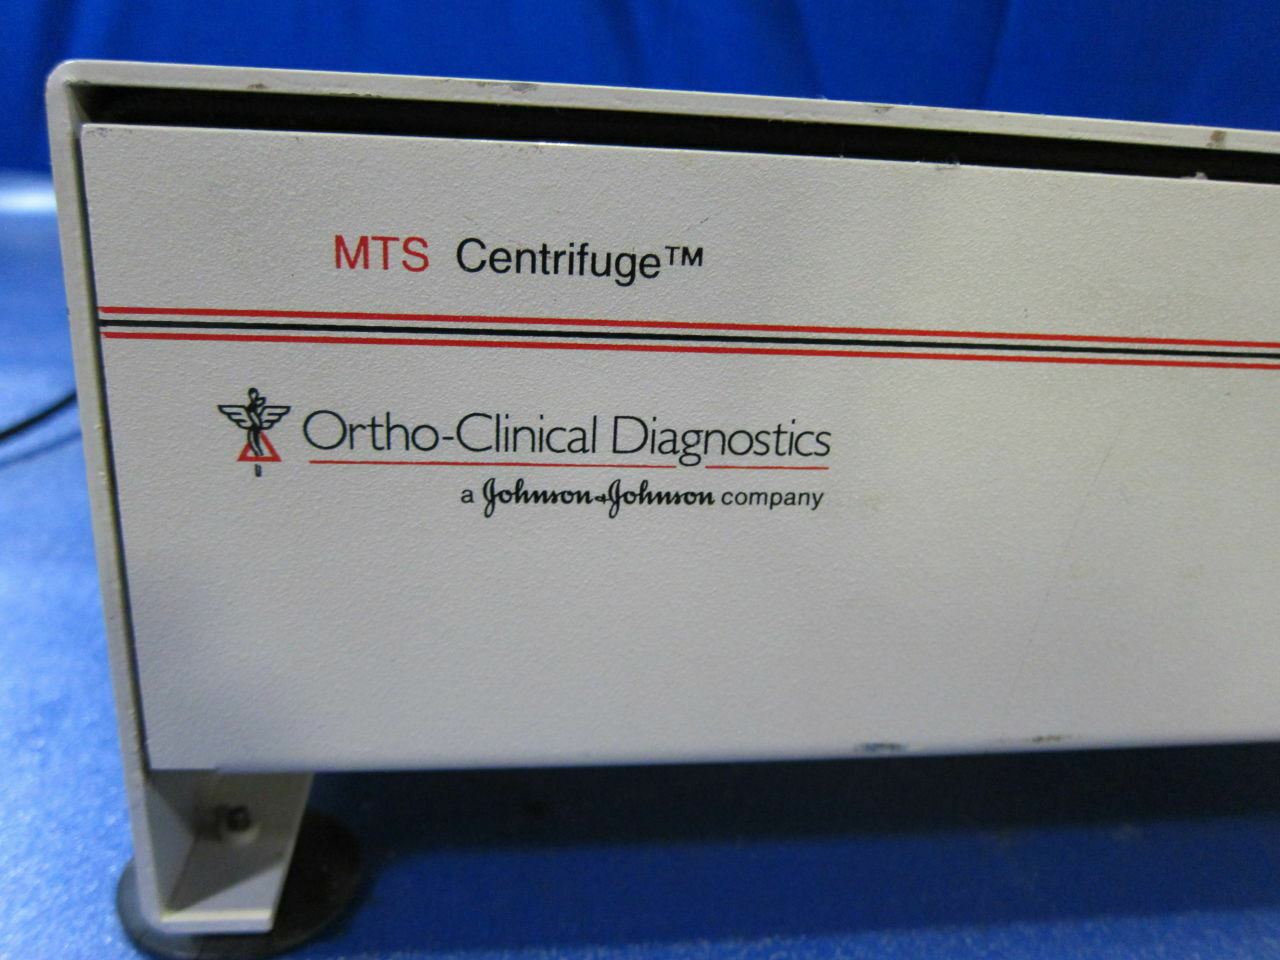 MTS Centrifuge™
Ortho-Clinical Diagnostics
a Johnson & Johnson company